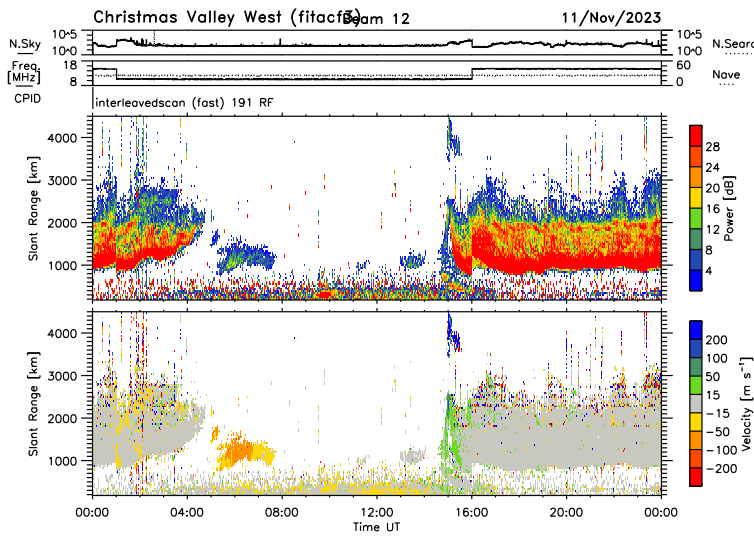 Christmas Valley West (fitacf3) Beam 12 11/Nov/2023
N.Sky 10^5 10^0 10^5 10^0 N.Search
Freq. [MHz] 18 8 60 0 Nave
CPID interleavedscan (fast) 191 RF
Slant Range [km] 4000 3000 2000 1000
Power [dB] 28 24 20 16 12 8 4
Slant Range [km] 4000 3000 2000 1000
Velocity [m s⁻¹] 200 100 50 15 -15 -50 -100 -200
00:00 04:00 08:00 12:00 16:00 20:00 00:00
Time UT